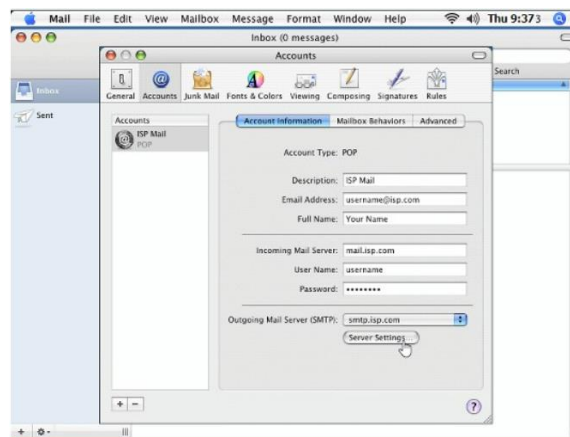 Mail File Edit View Mailbox Message Format Window Help Thu 9:37
Inbox (0 messages)
Accounts
Search
General Accounts Junk Mail Fonts & Colors Viewing Composing Signatures Rules
Inbox
Sent
Accounts
ISP Mail
POP
Account Information Mailbox Behaviors Advanced
Account Type: POP
Description: ISP Mail
Email Address: username@isp.com
Full Name: Your Name
Incoming Mail Server: mail.isp.com
User Name: username
Password: ••••••••
Outgoing Mail Server (SMTP): smtp.isp.com
Server Settings...
+ − ?
+